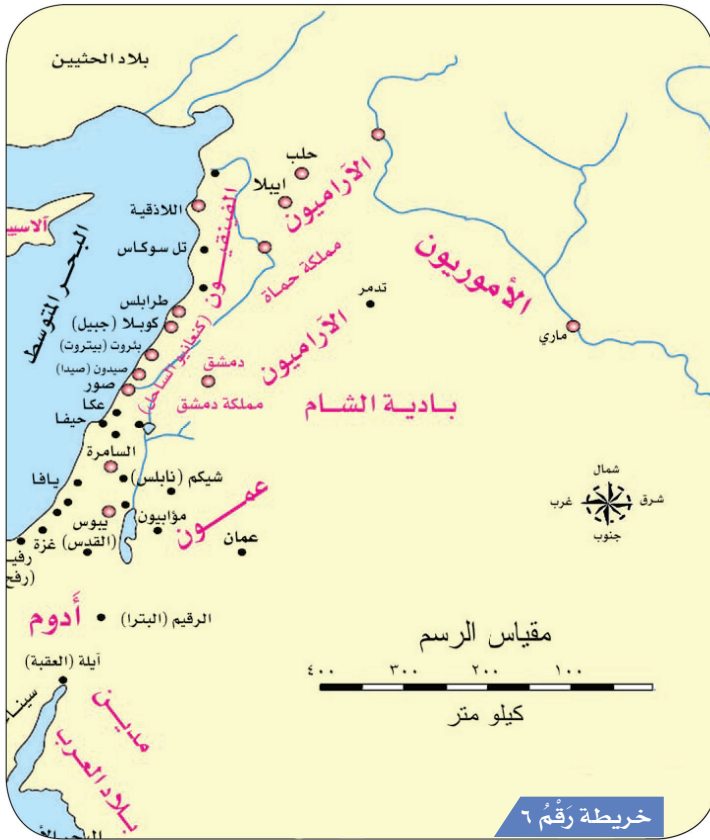 بلاد الحثيين
حلب
ايبلا
الآراميون
اللاذقية
الفينقيون
(كنعانيو الساحل)
تل سوكاس
البحر المتوسط
مملكة حماة
الأموريون
تدمر
ماري
طرابلس
كوبلا (جبيل)
بئروت (بيتروت)
صيدون (صيدا)
صور
الآراميون
دمشق
مملكة دمشق
بادية الشام
عكا
حيفا
السامرة
شيكم (نابلس)
يافا
عمون
مؤابيون
يبوس
(القدس)
غزة
(رفح
عمان
شمال
شرق
غرب
جنوب
أدوم
الرقيم (البترا)
آيلة (العقبة)
مدين
بلاد العرب
مقياس الرسم
٤٠٠ ٣٠٠ ٢٠٠ ١٠٠
كيلو متر
خريطة رَقْمُ ٦